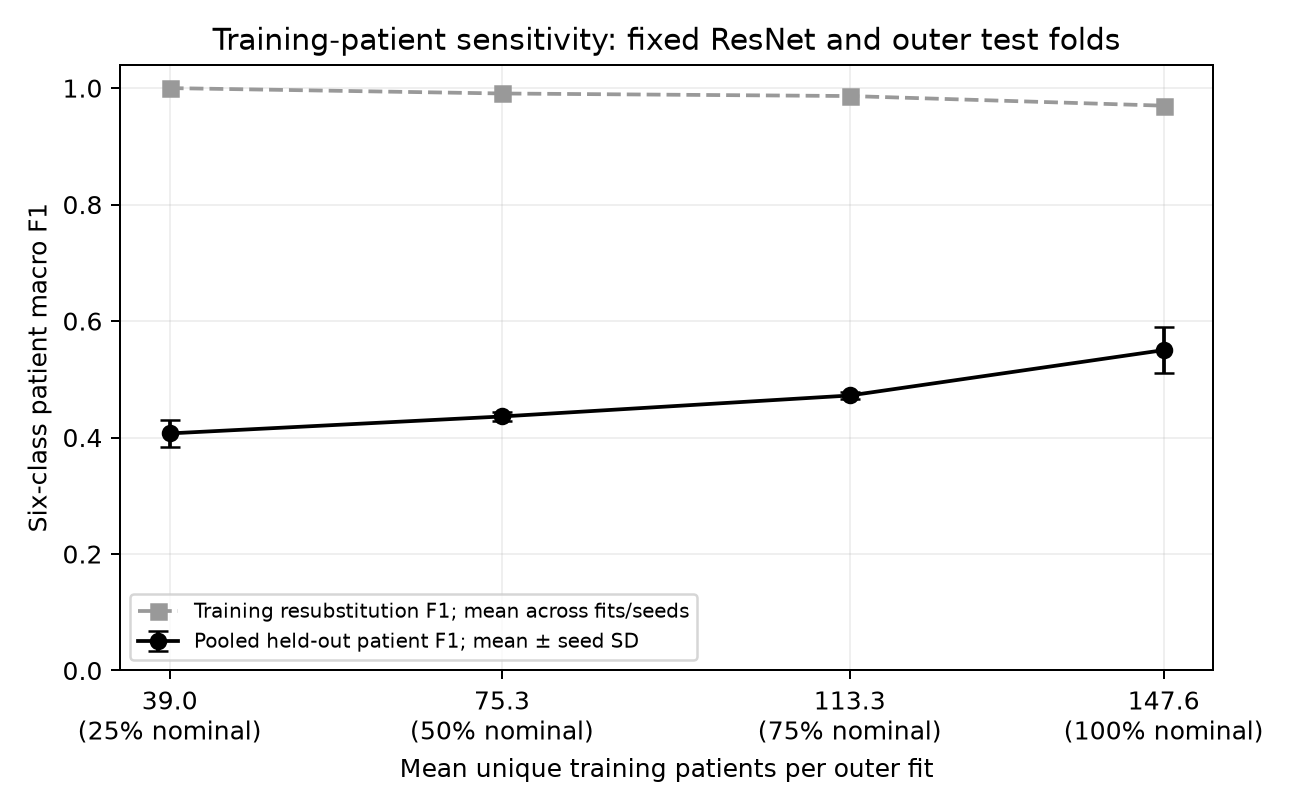 Training-patient sensitivity: fixed ResNet and outer test folds
Six-class patient macro F1
1.0
0.8
0.6
0.4
0.2
0.0
Training resubstitution F1; mean across fits/seeds
Pooled held-out patient F1; mean ± seed SD
39.0
(25% nominal)
75.3
(50% nominal)
113.3
(75% nominal)
147.6
(100% nominal)
Mean unique training patients per outer fit